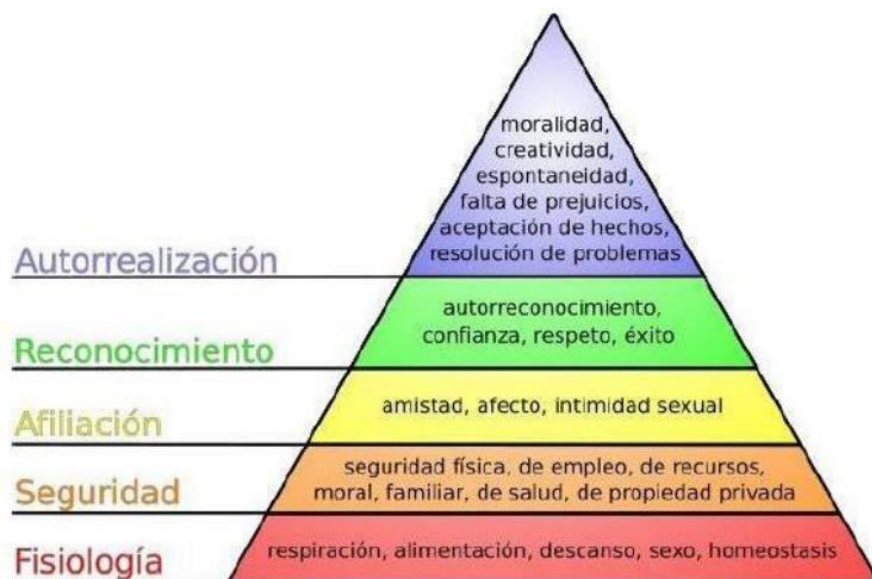 moralidad,
creatividad,
espontaneidad,
falta de prejuicios,
aceptación de hechos,
resolución de problemas
Autorrealización
autorreconocimiento,
confianza, respeto, éxito
Reconocimiento
amistad, afecto, intimidad sexual
Afiliación
seguridad física, de empleo, de recursos,
moral, familiar, de salud, de propiedad privada
Seguridad
respiración, alimentación, descanso, sexo, homeostasis
Fisiología